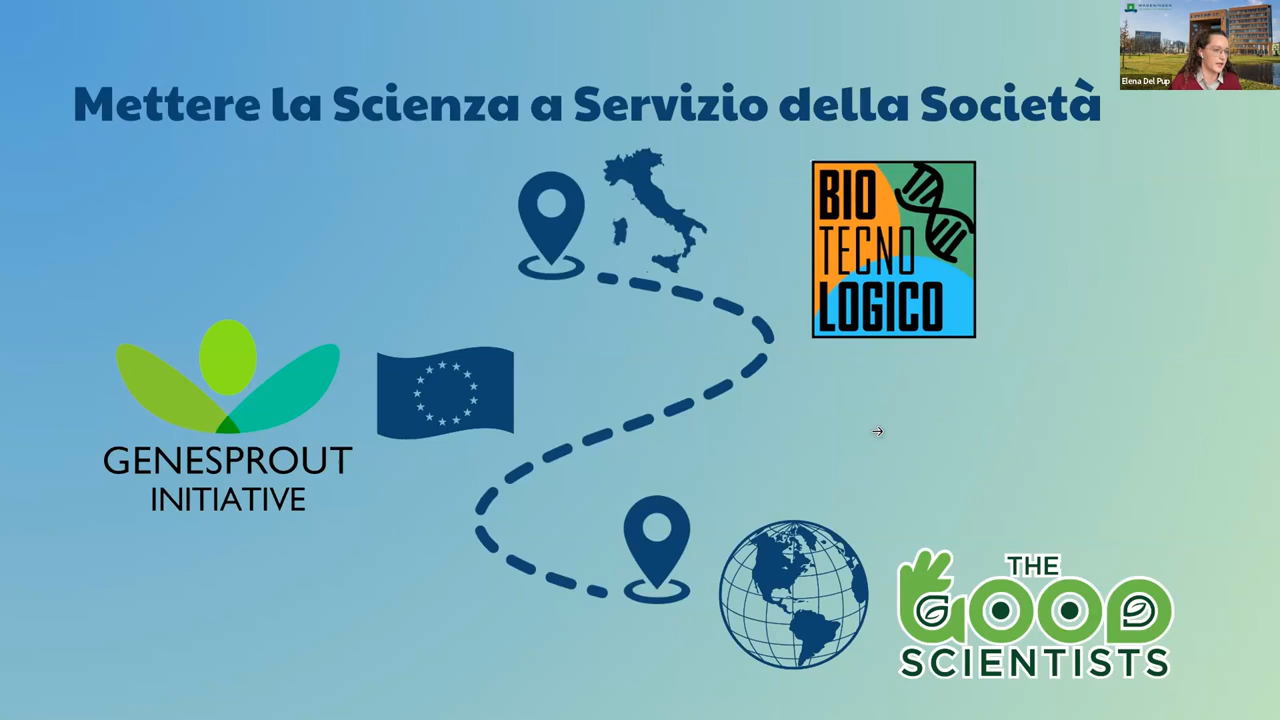 Mettere la Scienza a Servizio della Società
Elena Del Pup
BIO
TECNO
LOGICO
GENESPROUT
INITIATIVE
THE
GOOD
SCIENTISTS